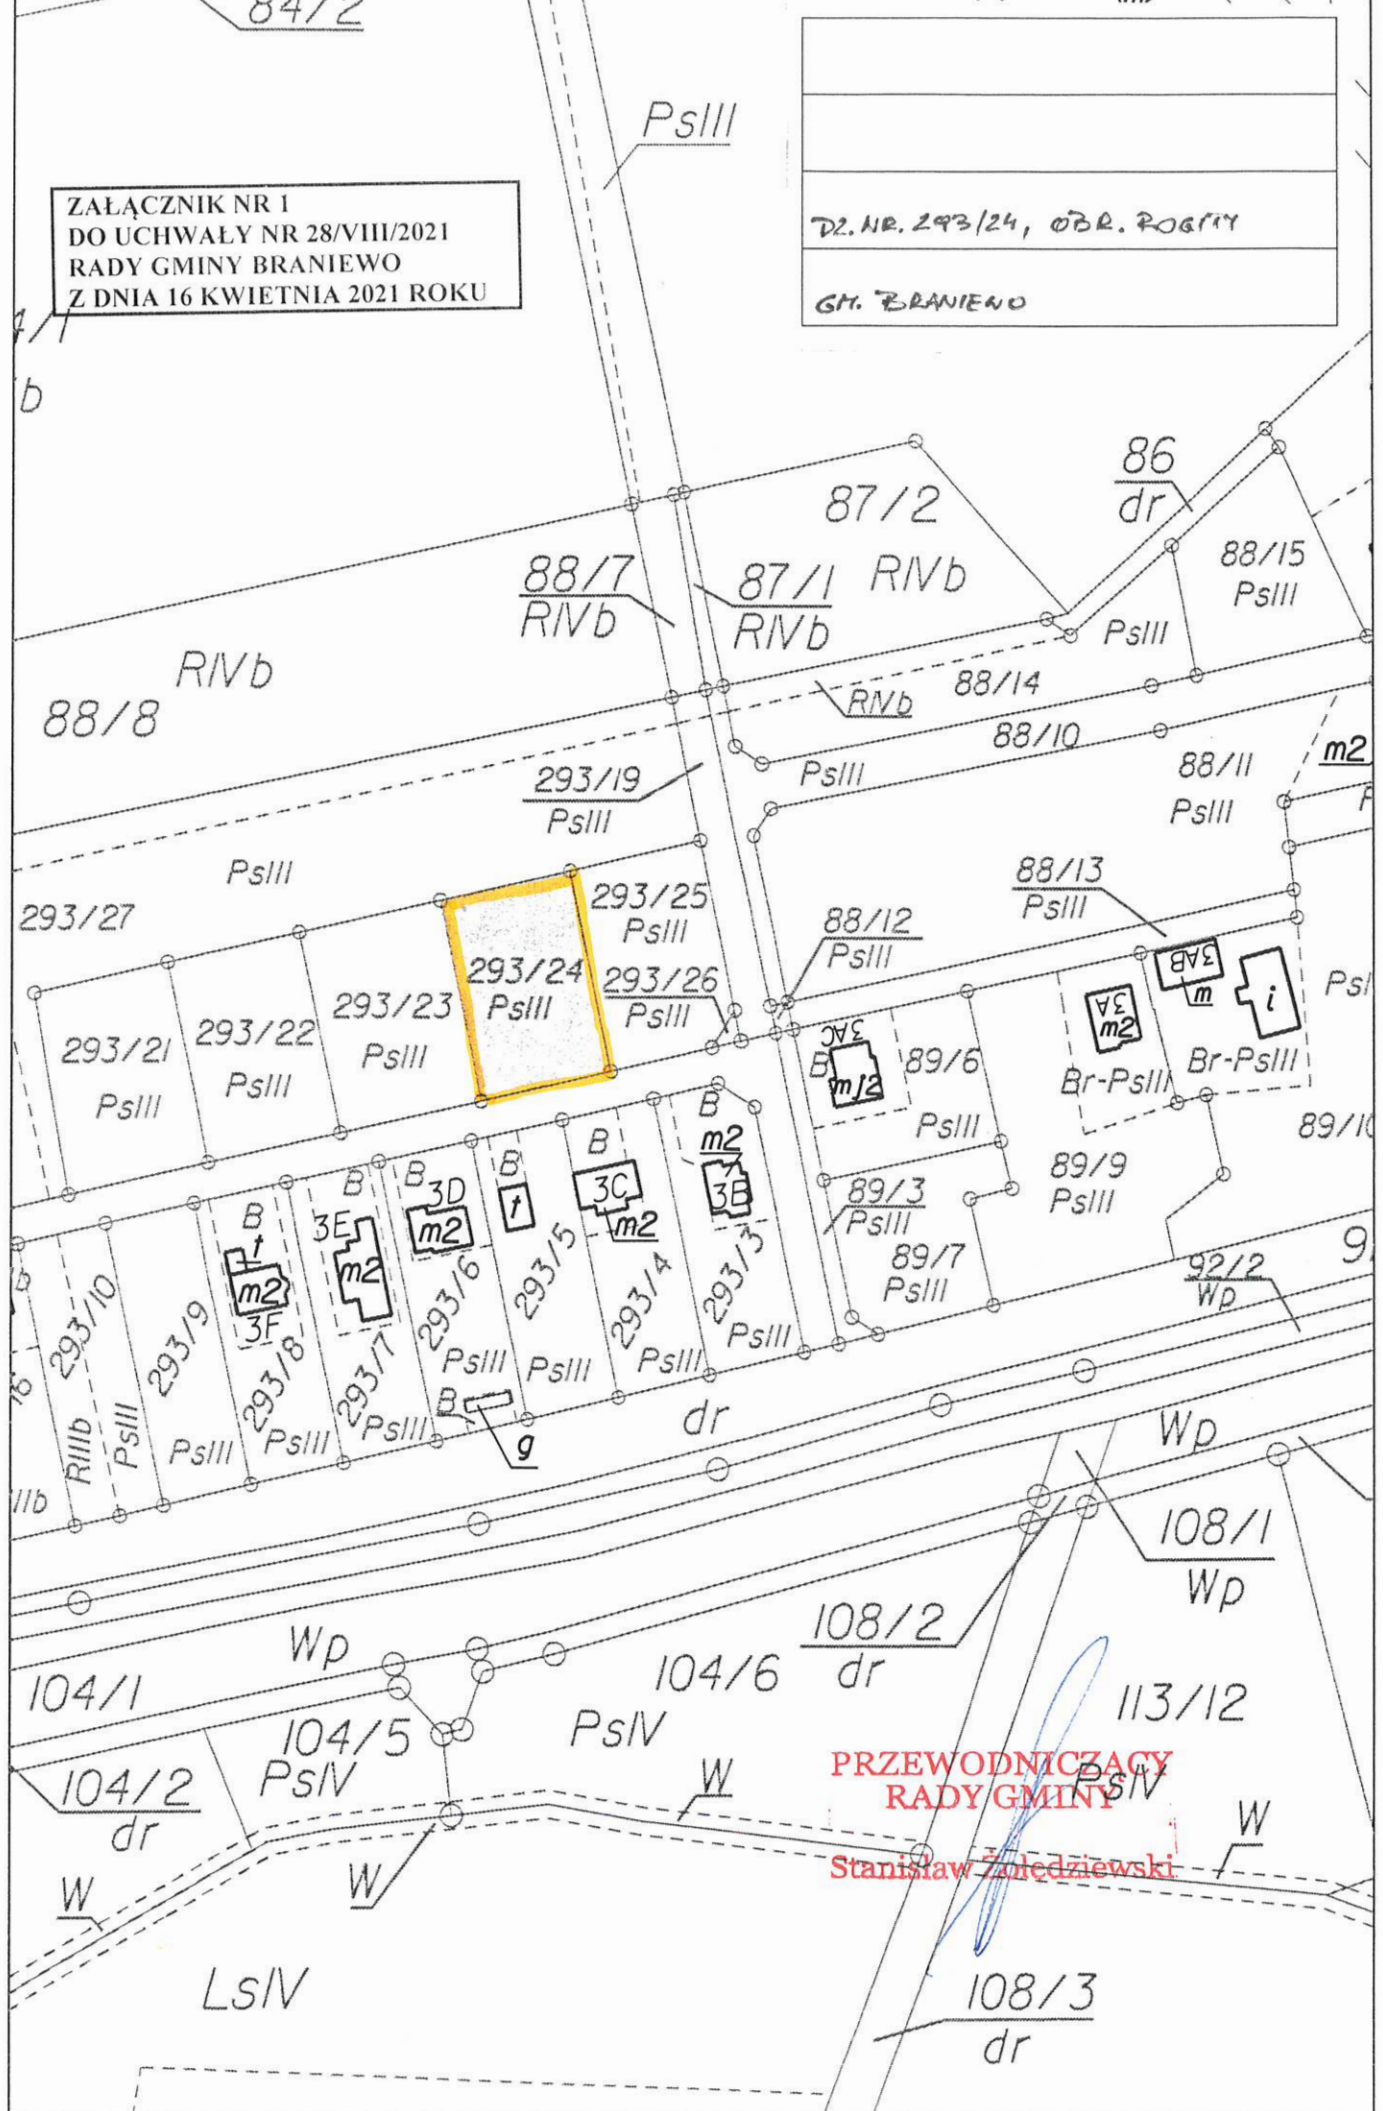 84/2
PsIII
ZAŁĄCZNIK NR 1
DO UCHWAŁY NR 28/VIII/2021
RADY GMINY BRANIEWO
Z DNIA 16 KWIETNIA 2021 ROKU
DZ. NR. 293/24, OBR. ROGITY
GM. BRANIEWO
b
86
dr
87/2
RIVb
88/7
RIVb
87/1
RIVb
88/15
PsIII
PsIII
RIVb
88/8
88/14
RIVb
88/10
PsIII
88/11
PsIII
m2
293/19
PsIII
PsIII
293/27
293/25
PsIII
88/13
PsIII
88/12
PsIII
293/24
PsIII
293/26
PsIII
293/23
PsIII
293/22
PsIII
293/21
PsIII
3AB
m
i
3A
m2
Br-PsIII
Br-PsIII
3AC
B
mj2
89/6
PsIII
89/10
89/9
PsIII
89/3
PsIII
89/7
PsIII
92/2
Wp
B
m2
3B
B
3C
m2
B
t
B
3D
m2
B
3E
m2
B
t
m2
3F
293/10
293/9
293/8
293/7
293/6
293/5
293/4
293/3
RIIIb
PsIII
PsIII
PsIII
PsIII
PsIII
PsIII
PsIII
PsIII
B
g
dr
Wp
108/1
Wp
108/2
dr
Wp
104/1
104/6
PsIV
104/5
PsIV
104/2
dr
113/12
PsIV
PRZEWODNICZĄCY
RADY GMINY
Stanisław Żołędziewski
W
W
W
W
LsIV
108/3
dr